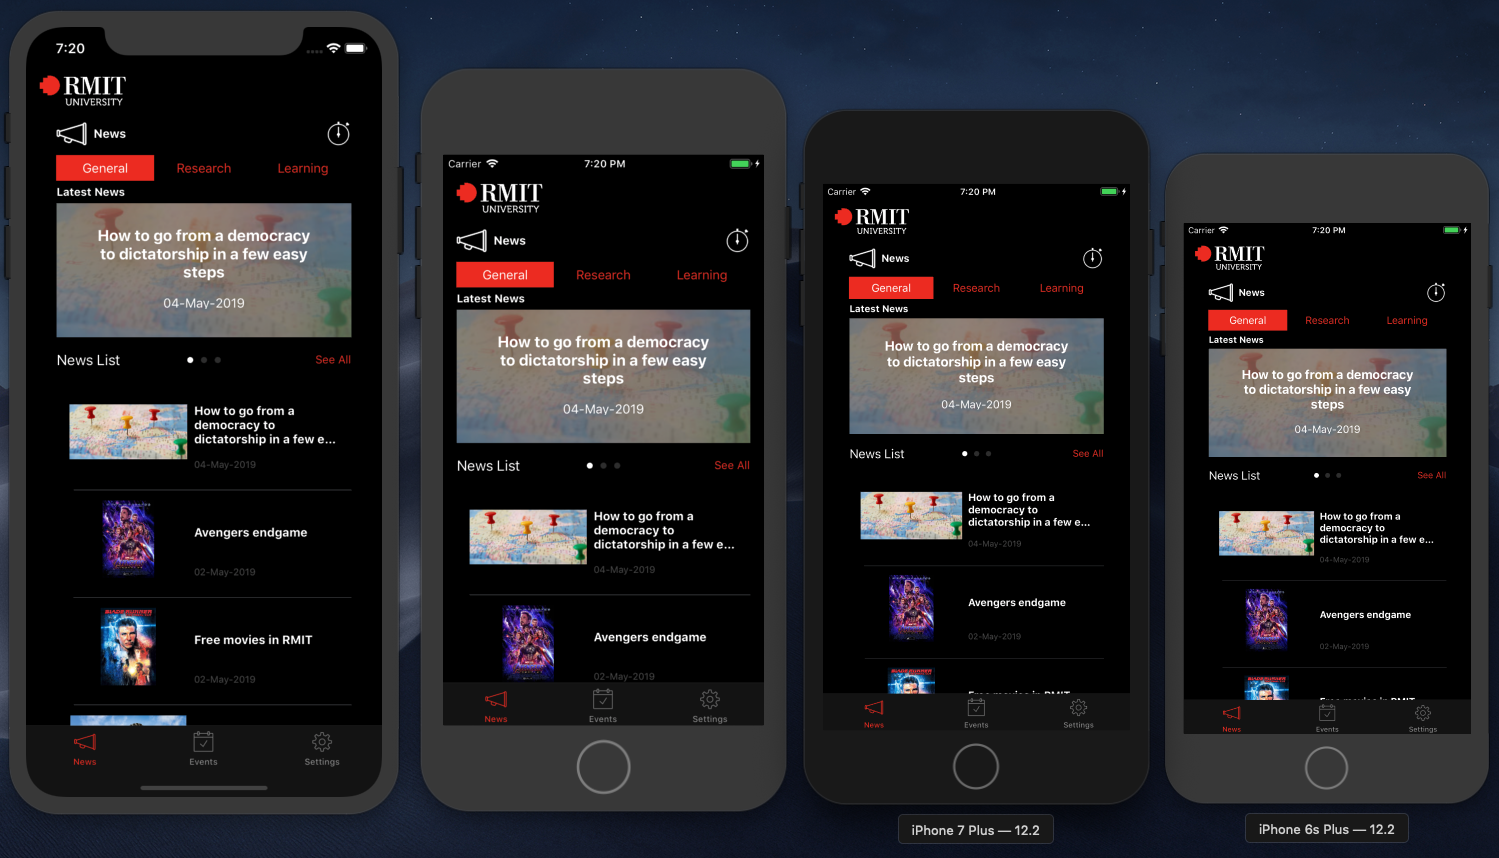 7:20
RMIT
UNIVERSITY
News
General Research Learning
Latest News
How to go from a democracy
to dictatorship in a few easy
steps
04-May-2019
News List See All
How to go from a
democracy to
dictatorship in a few e...
04-May-2019
Avengers endgame
02-May-2019
BLADE RUNNER
Free movies in RMIT
02-May-2019
News Events Settings
Carrier 7:20 PM
RMIT
UNIVERSITY
News
General Research Learning
Latest News
How to go from a democracy
to dictatorship in a few easy
steps
04-May-2019
News List See All
How to go from a
democracy to
dictatorship in a few e...
04-May-2019
Avengers endgame
02-May-2019
News Events Settings
Carrier 7:20 PM
RMIT
UNIVERSITY
News
General Research Learning
Latest News
How to go from a democracy
to dictatorship in a few easy
steps
04-May-2019
News List See All
How to go from a
democracy to
dictatorship in a few e...
04-May-2019
Avengers endgame
02-May-2019
Free movies in RMIT
News Events Settings
iPhone 7 Plus — 12.2
Carrier 7:20 PM
RMIT
UNIVERSITY
News
General Research Learning
Latest News
How to go from a democracy
to dictatorship in a few easy
steps
04-May-2019
News List See All
How to go from a
democracy to
dictatorship in a few e...
04-May-2019
Avengers endgame
02-May-2019
Free movies in RMIT
News Events Settings
iPhone 6s Plus — 12.2